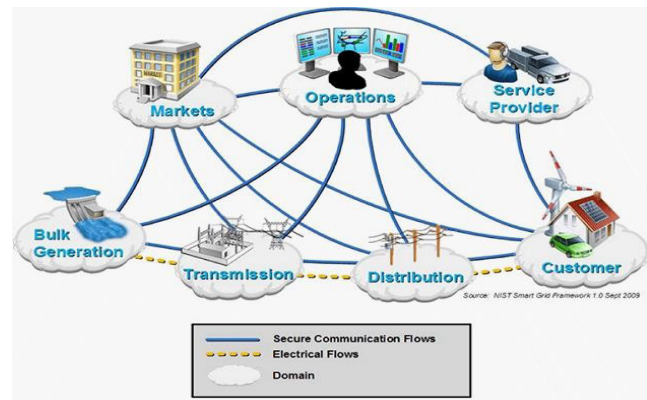 MARKET
Markets
Operations
Service
Provider
Bulk
Generation
Transmission
Distribution
Customer
Source: NIST Smart Grid Framework 1.0 Sept 2009
Secure Communication Flows
Electrical Flows
Domain